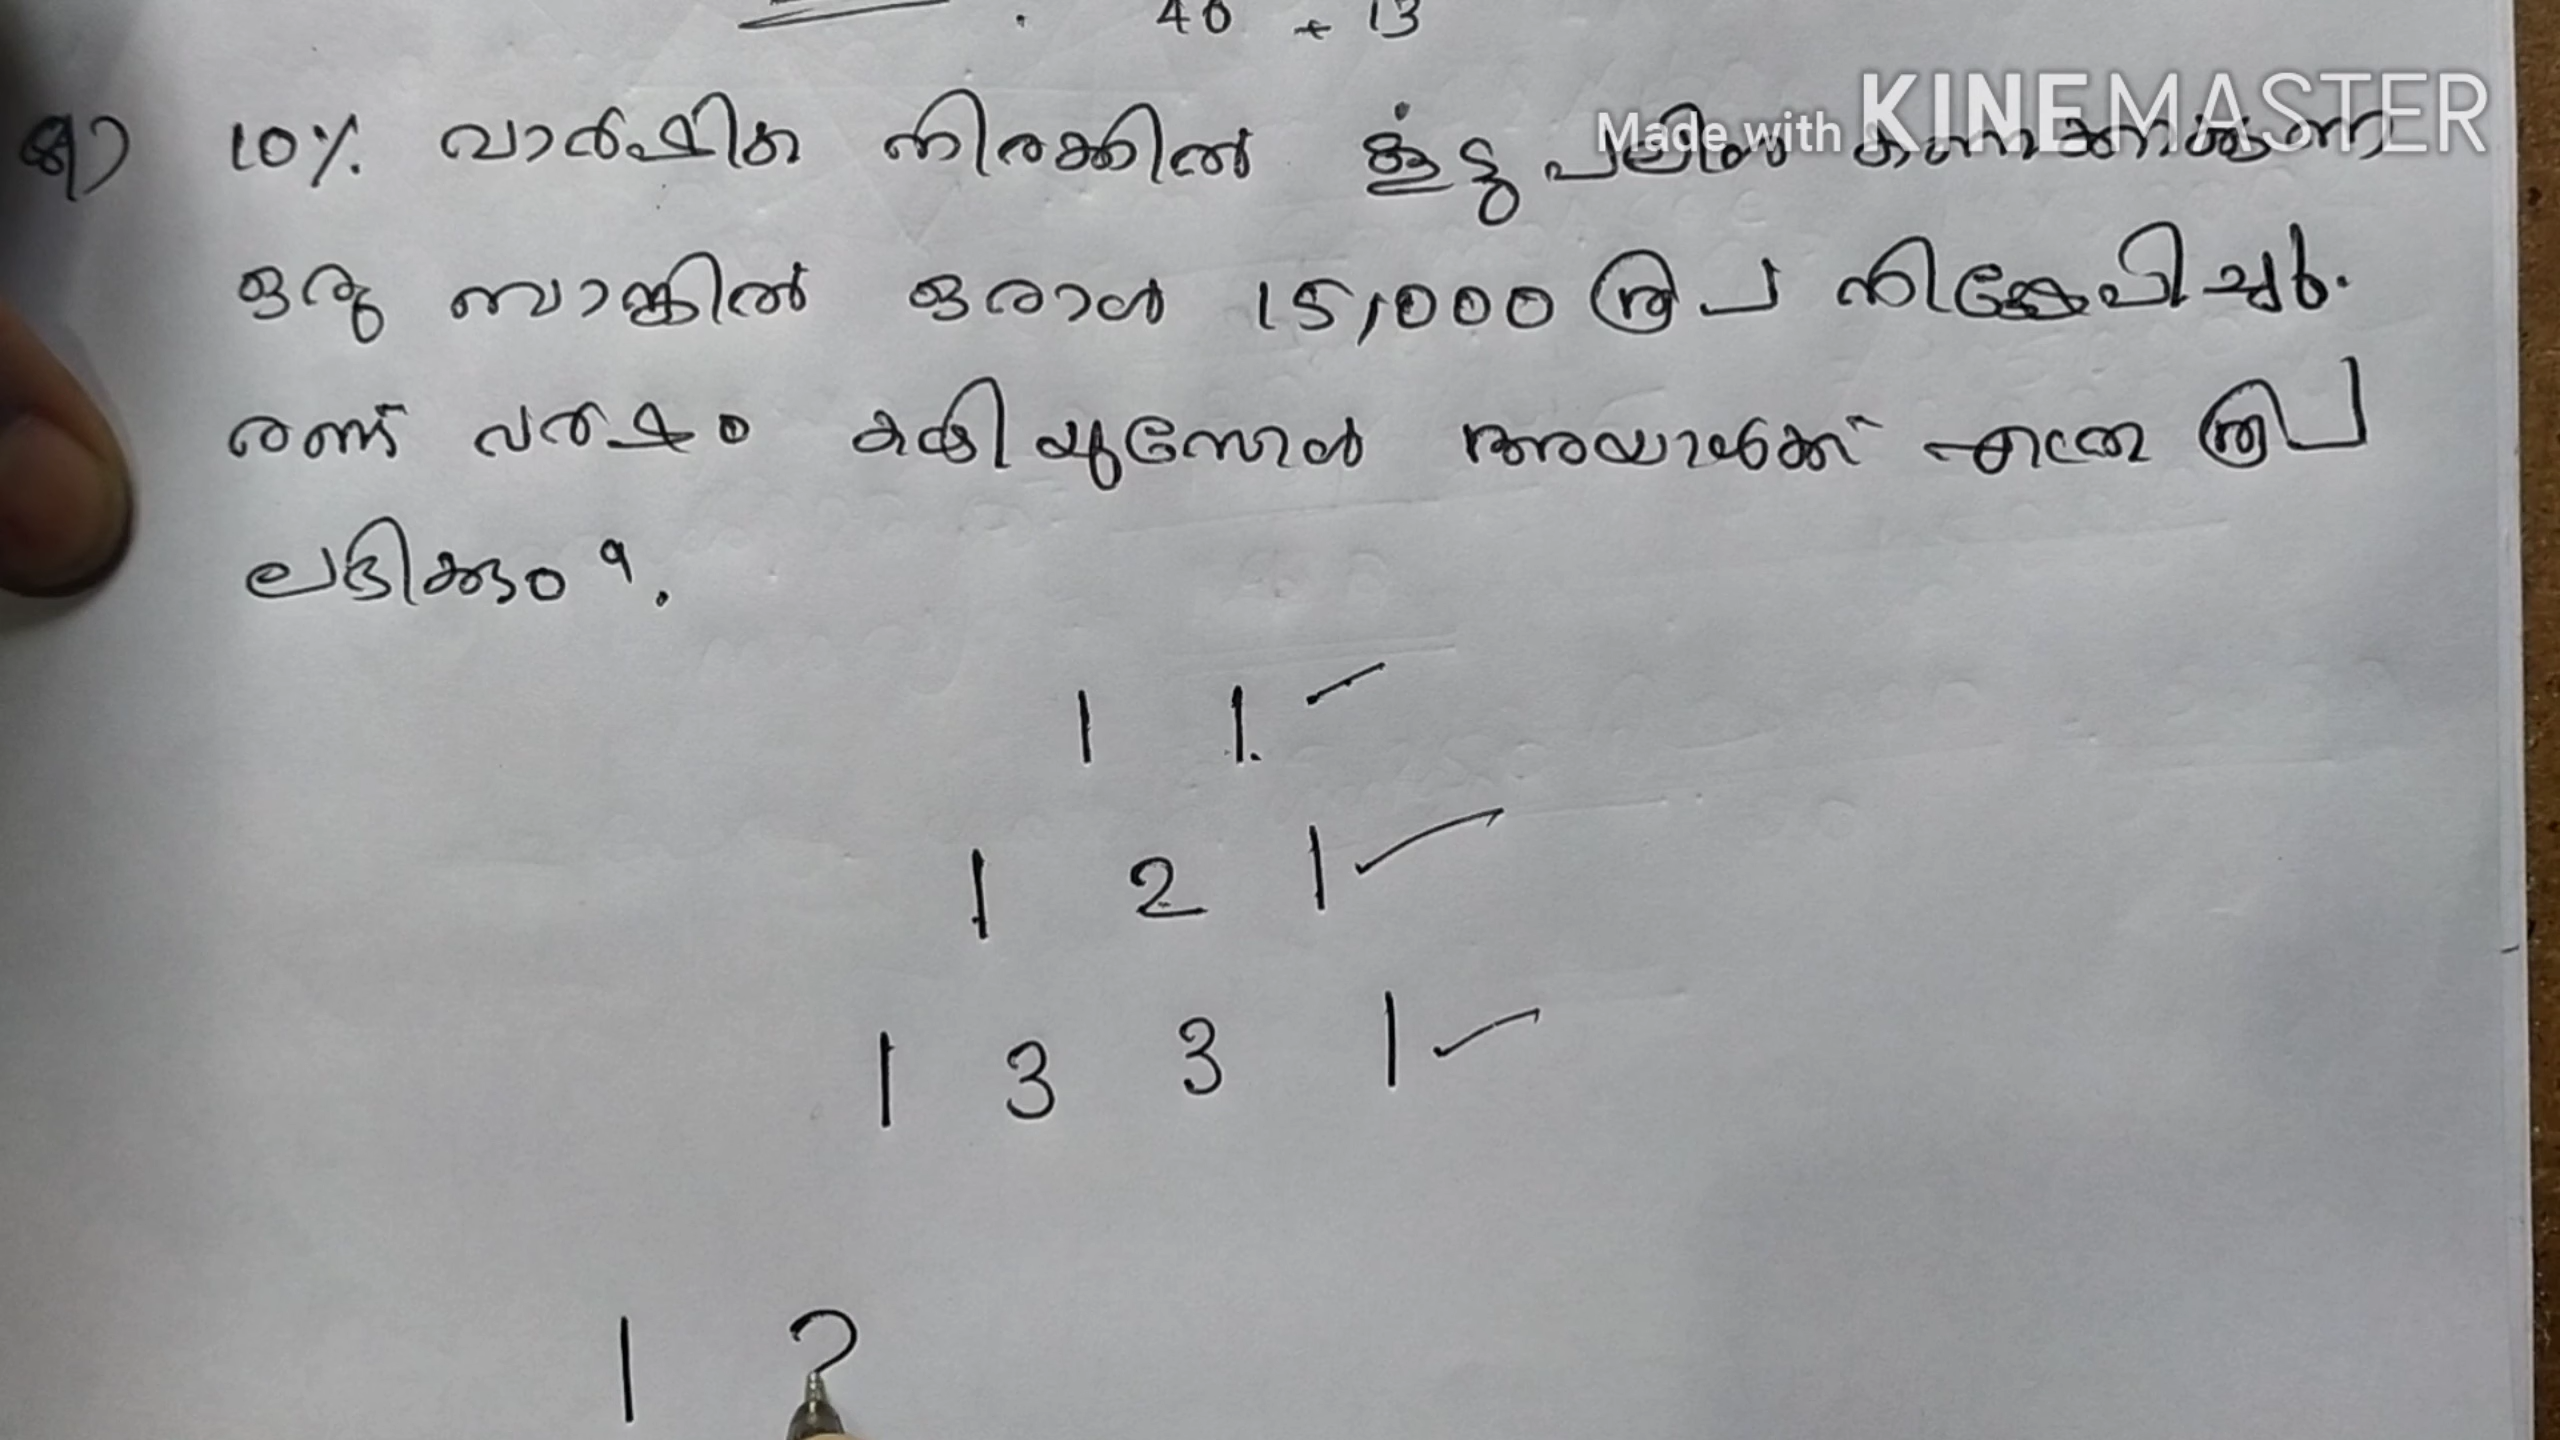 40 + 13
Made with KINEMASTER
10% വാർഷിക നിരക്കിൽ കൂട്ടുപലിശ കണക്കാക്കുന്ന
ഒരു ബാങ്കിൽ ഒരാൾ 15,000 രൂപ നിക്ഷേപിച്ചു.
രണ്ട് വർഷം കഴിയുമ്പോൾ അയാൾക്ക് എത്ര രൂപ
ലഭിക്കും ?
1 1
1 2 1
1 3 3 1
1 2